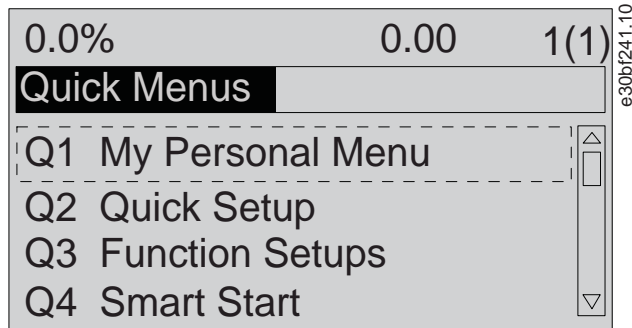 0.0% 0.00 1(1)
Quick Menus
Q1 My Personal Menu
Q2 Quick Setup
Q3 Function Setups
Q4 Smart Start
e30bf241.10